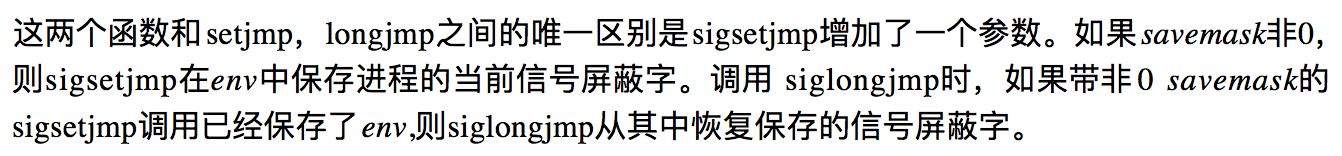 这两个函数和setjmp，longjmp之间的唯一区别是sigsetjmp增加了一个参数。如果savemask非0，
则sigsetjmp在env中保存进程的当前信号屏蔽字。调用 siglongjmp时，如果带非0 savemask的
sigsetjmp调用已经保存了env,则siglongjmp从其中恢复保存的信号屏蔽字。